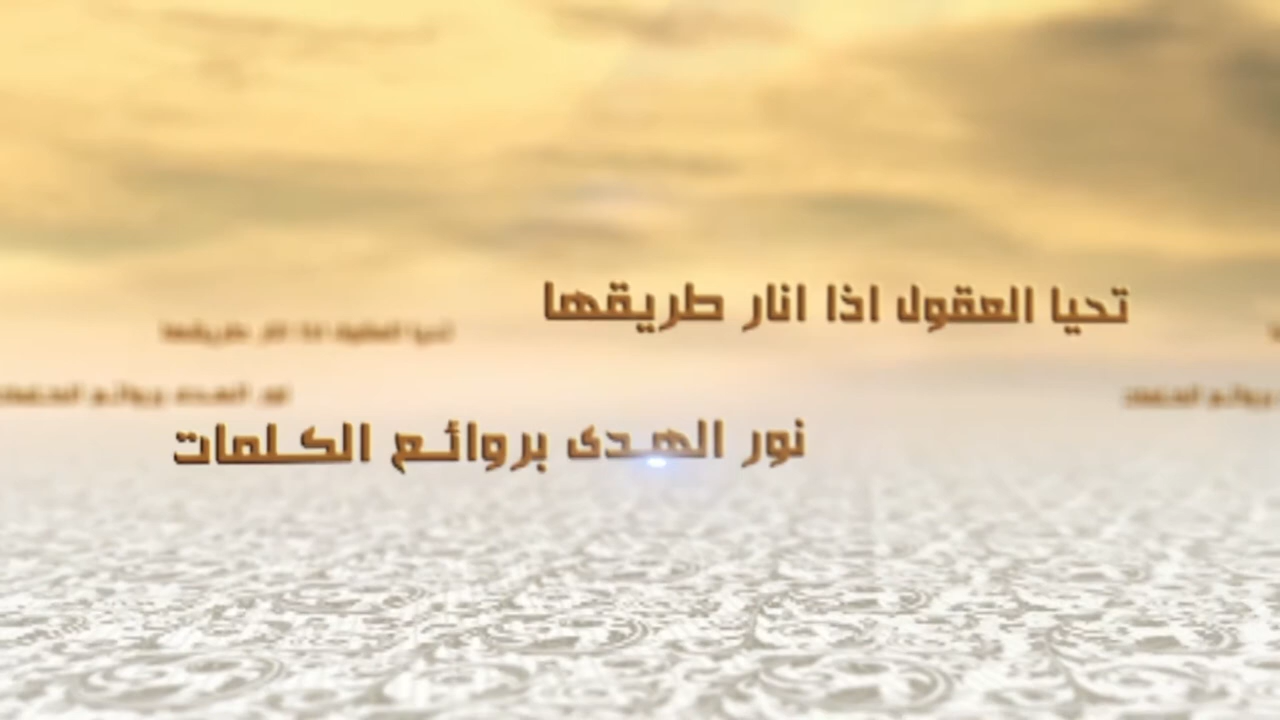 تحيا العقول اذا انار طريقها
نور الهدى بروائع الكلمات